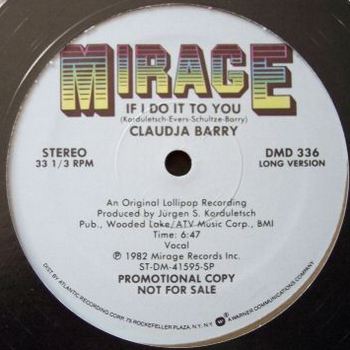 MIRAGE
IF I DO IT TO YOU
(Korduletsch-Evers-Schultze-Barry)
CLAUDJA BARRY
STEREO
33 1/3 RPM
DMD 336
LONG VERSION
An Original Lollipop Recording
Produced by Jürgen S. Korduletsch
Pub., Wooded Lake/ATV Music Corp., BMI
Time: 6:47
Vocal
Ⓟ © 1982 Mirage Records Inc.
ST-DM-41595-SP
PROMOTIONAL COPY
NOT FOR SALE
DIST. BY ATLANTIC RECORDING CORP. 75 ROCKEFELLER PLAZA, N.Y. N.Y. A WARNER COMMUNICATIONS COMPANY